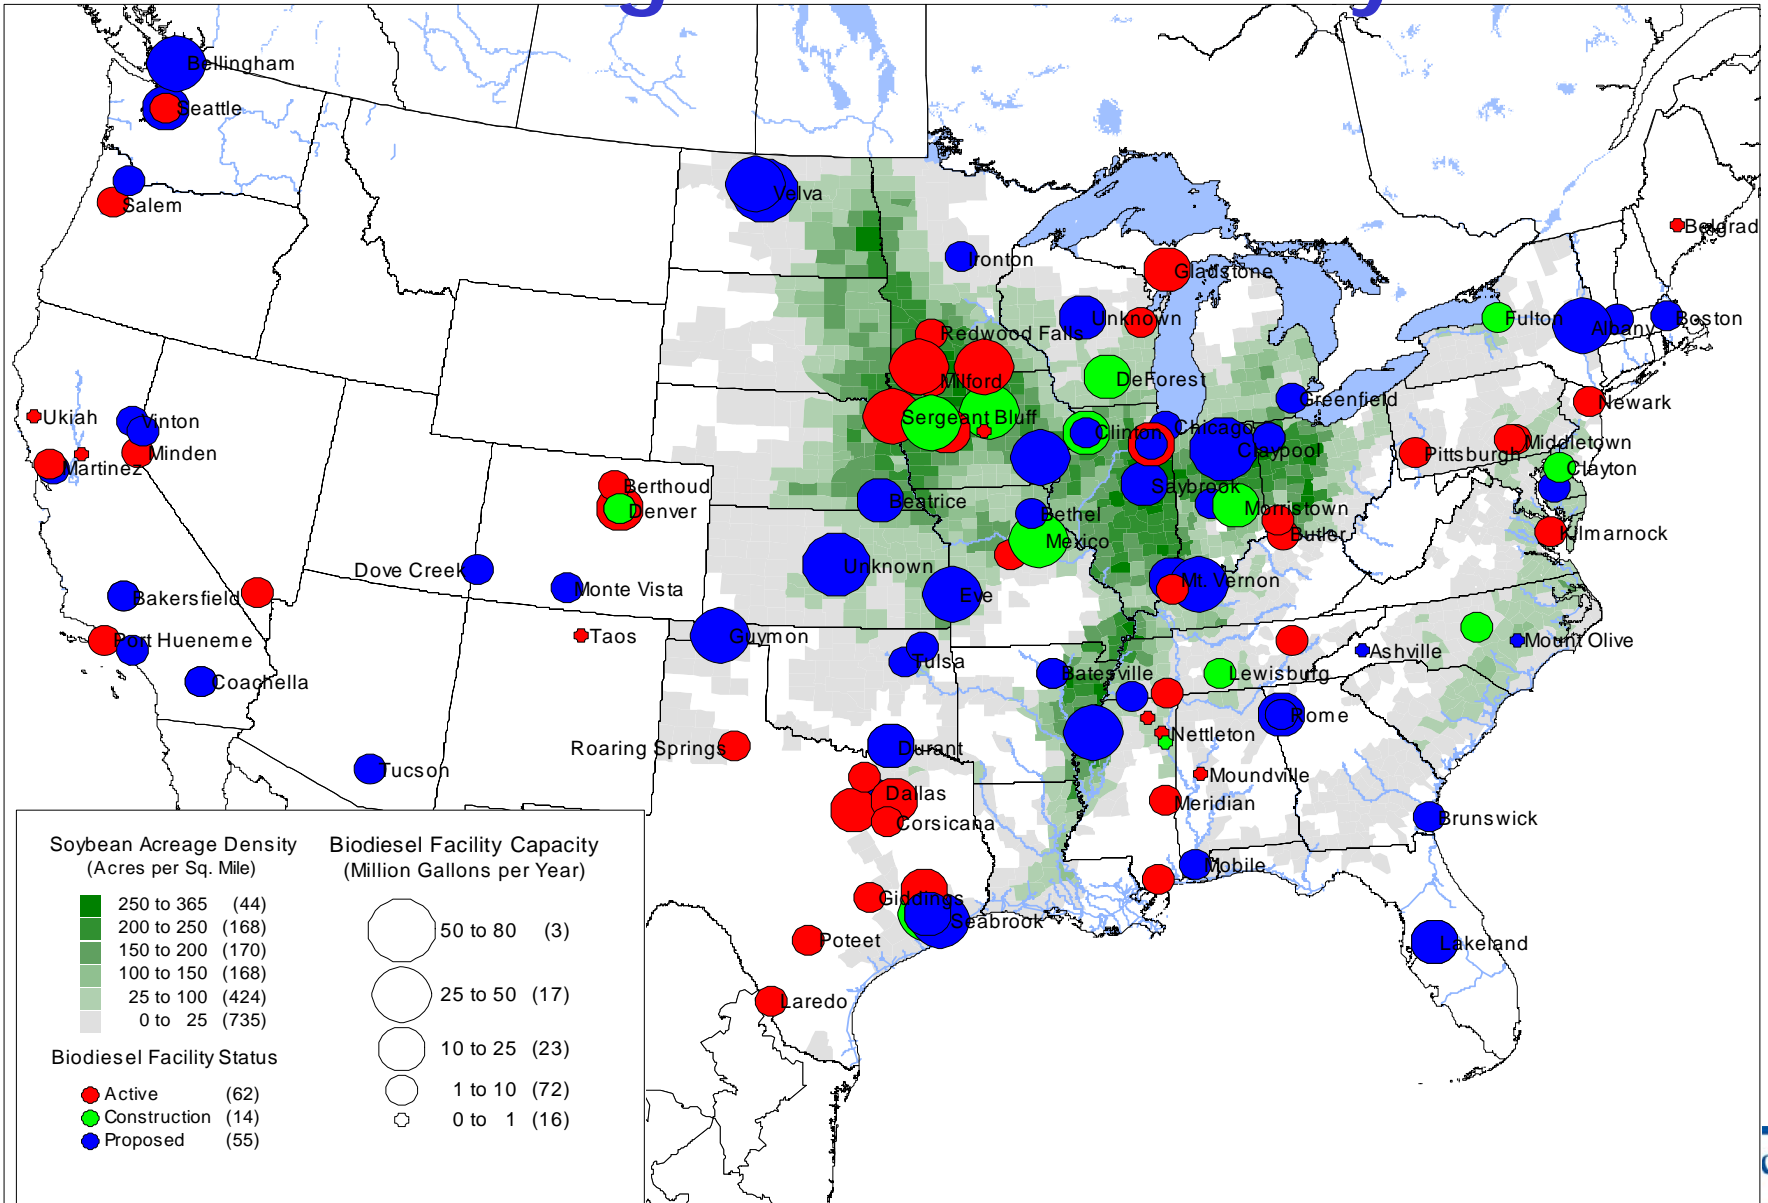 Bellingham
Seattle
Salem
Velva
Ironton
Gladstone
Belgrad
Redwood Falls
Unknown
Fulton
Albany
Boston
Milford
DeForest
Greenfield
Newark
Ukiah
Vinton
Minden
Martinez
Sergeant Bluff
Clinton
Chicago
Claypool
Pittsburgh
Middletown
Clayton
Berthoud
Denver
Beatrice
Saybrook
Bethel
Morristown
Mexico
Butler
Kilmarnock
Dove Creek
Monte Vista
Unknown
Eve
Mt. Vernon
Bakersfield
Port Hueneme
Taos
Guymon
Tulsa
Batesville
Lewisburg
Ashville
Mount Olive
Coachella
Rome
Nettleton
Roaring Springs
Durant
Tucson
Moundville
Dallas
Corsicana
Meridian
Brunswick
Mobile
Giddings
Seabrook
Poteet
Lakeland
Laredo
Soybean Acreage Density
(Acres per Sq. Mile)
250 to 365 (44)
200 to 250 (168)
150 to 200 (170)
100 to 150 (168)
25 to 100 (424)
0 to 25 (735)
Biodiesel Facility Status
Active (62)
Construction (14)
Proposed (55)
Biodiesel Facility Capacity
(Million Gallons per Year)
50 to 80 (3)
25 to 50 (17)
10 to 25 (23)
1 to 10 (72)
0 to 1 (16)